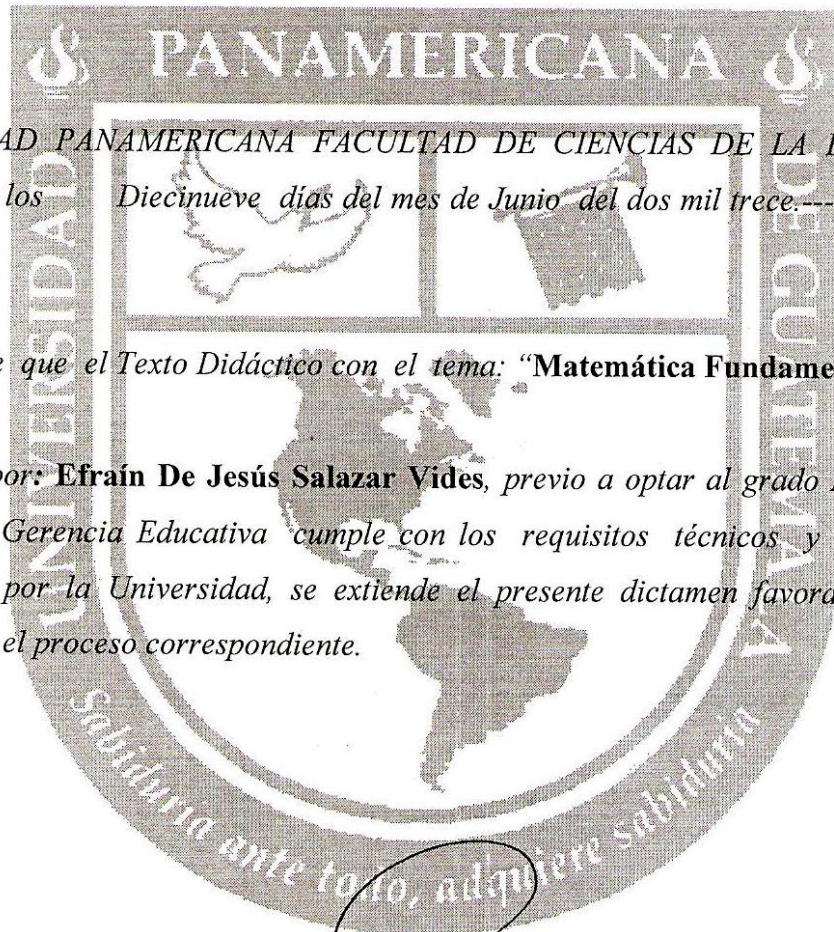 PANAMERICANA
UNIVERSIDAD
DE GUATEMALA
AD PANAMERICANA FACULTAD DE CIENCIAS DE LA
los Diecinueve días del mes de Junio del dos mil trece.---
que el Texto Didáctico con el tema: “Matemática Fundame
por: Efraín De Jesús Salazar Vides, previo a optar al grado
Gerencia Educativa cumple con los requisitos técnicos y
por la Universidad, se extiende el presente dictamen favora
el proceso correspondiente.
Sabiduría ante todo, adquiere sabiduría